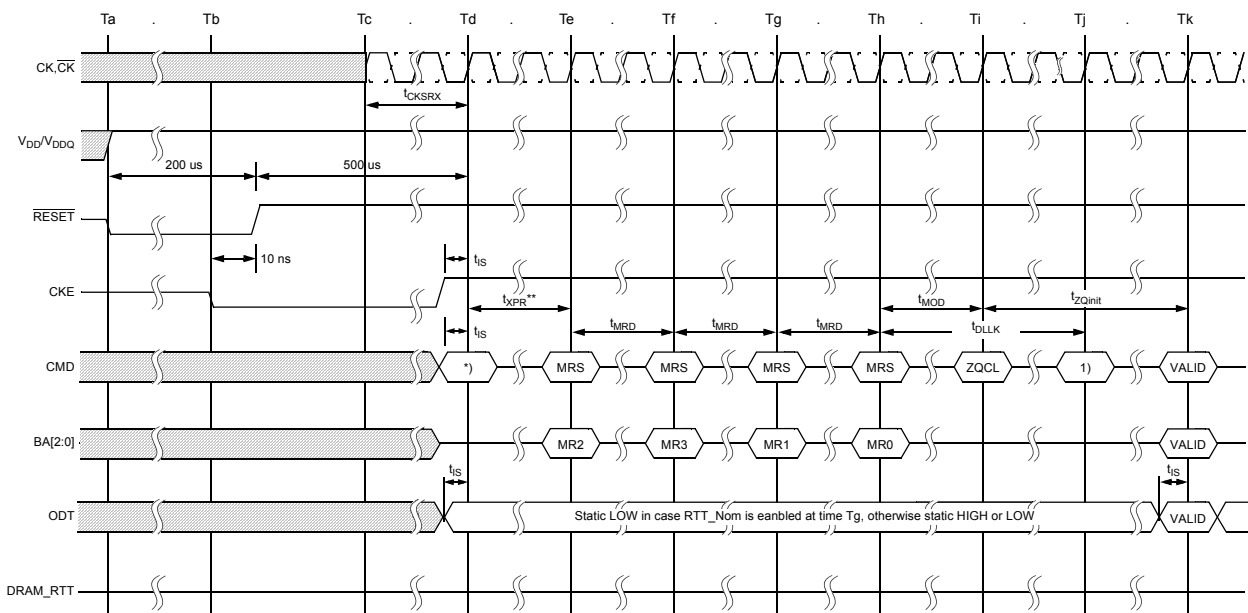 Ta . Tb Tc . Td . Te . Tf . Tg . Th . Ti . Tj . Tk
CK,CK
tCKSRX
VDD/VDDQ
200 us 500 us
RESET
10 ns tIS
CKE
tXPR** tMOD tZQinit
tIS tMRD tMRD tMRD tDLLK
CMD *) MRS MRS MRS MRS ZQCL 1) VALID
BA[2:0] MR2 MR3 MR1 MR0 VALID
tIS tIS
ODT Static LOW in case RTT_Nom is eanbled at time Tg, otherwise static HIGH or LOW VALID
DRAM_RTT